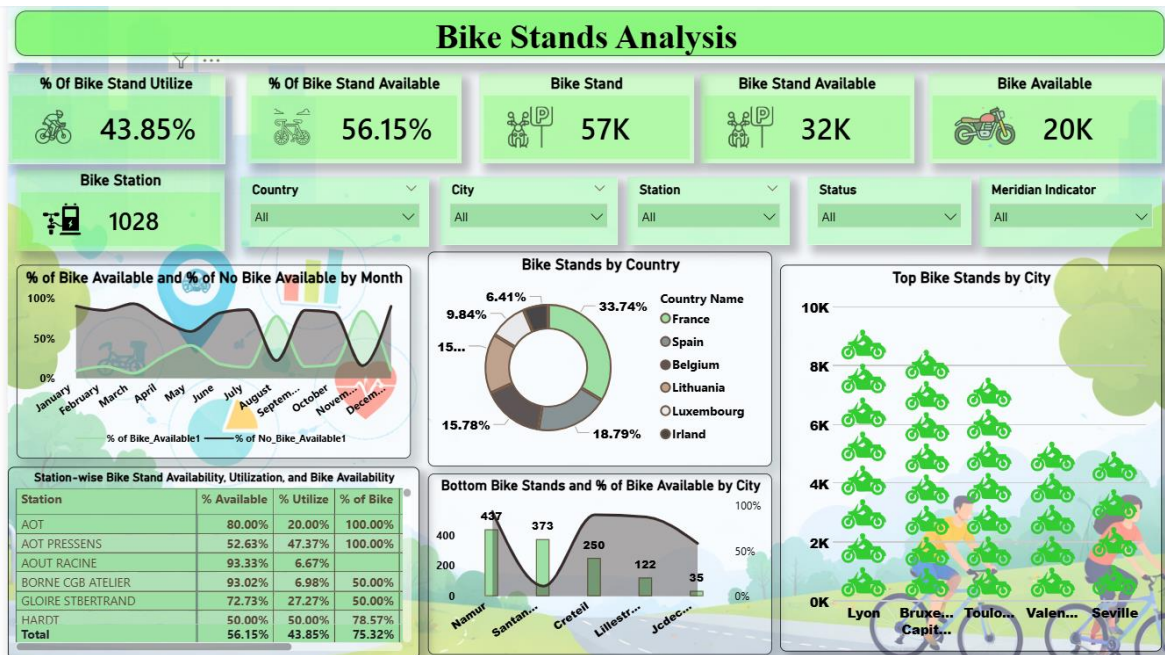 Bike Stands Analysis
% Of Bike Stand Utilize
43.85%
% Of Bike Stand Available
56.15%
Bike Stand
P
57K
Bike Stand Available
P
32K
Bike Available
20K
Bike Station
1028
Country
All
City
All
Station
All
Status
All
Meridian Indicator
All
% of Bike Available and % of No Bike Available by Month
100%
50%
0%
January
February
March
April
May
June
July
August
Septem...
October
Novem...
Decem...
% of Bike_Available1
% of No_Bike_Available1
Bike Stands by Country
33.74%
18.79%
15.78%
15...
9.84%
6.41%
Country Name
France
Spain
Belgium
Lithuania
Luxembourg
Irland
Top Bike Stands by City
10K
8K
6K
4K
2K
0K
Lyon
Bruxe...
Capit...
Toulo...
Valen...
Seville
Station-wise Bike Stand Availability, Utilization, and Bike Availability
Station % Available % Utilize % of Bike
AOT 80.00% 20.00% 100.00%
AOT PRESSENS 52.63% 47.37% 100.00%
AOUT RACINE 93.33% 6.67%
BORNE CGB ATELIER 93.02% 6.98% 50.00%
GLOIRE STBERTRAND 72.73% 27.27% 50.00%
HARDT 50.00% 50.00% 78.57%
Total 56.15% 43.85% 75.32%
Bottom Bike Stands and % of Bike Available by City
400
200
0
437
373
250
122
35
100%
50%
0%
Namur
Santan...
Creteil
Lillestr...
Jcdec...